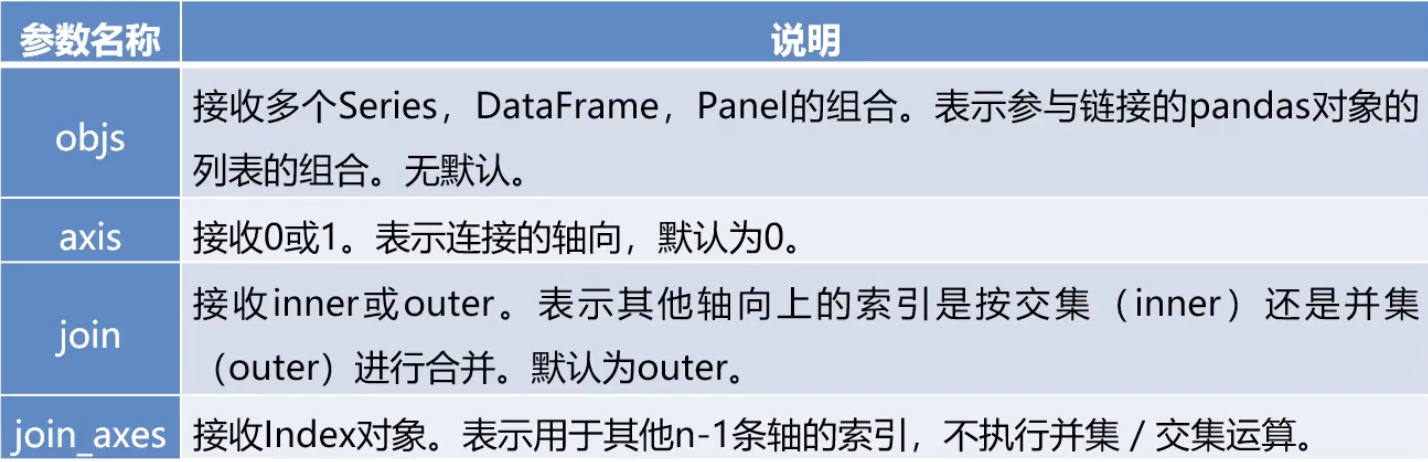 参数名称 说明
objs 接收多个Series，DataFrame，Panel的组合。表示参与链接的pandas对象的
列表的组合。无默认。
axis 接收0或1。表示连接的轴向，默认为0。
join 接收inner或outer。表示其他轴向上的索引是按交集（inner）还是并集
（outer）进行合并。默认为outer。
join_axes 接收Index对象。表示用于其他n-1条轴的索引，不执行并集 / 交集运算。